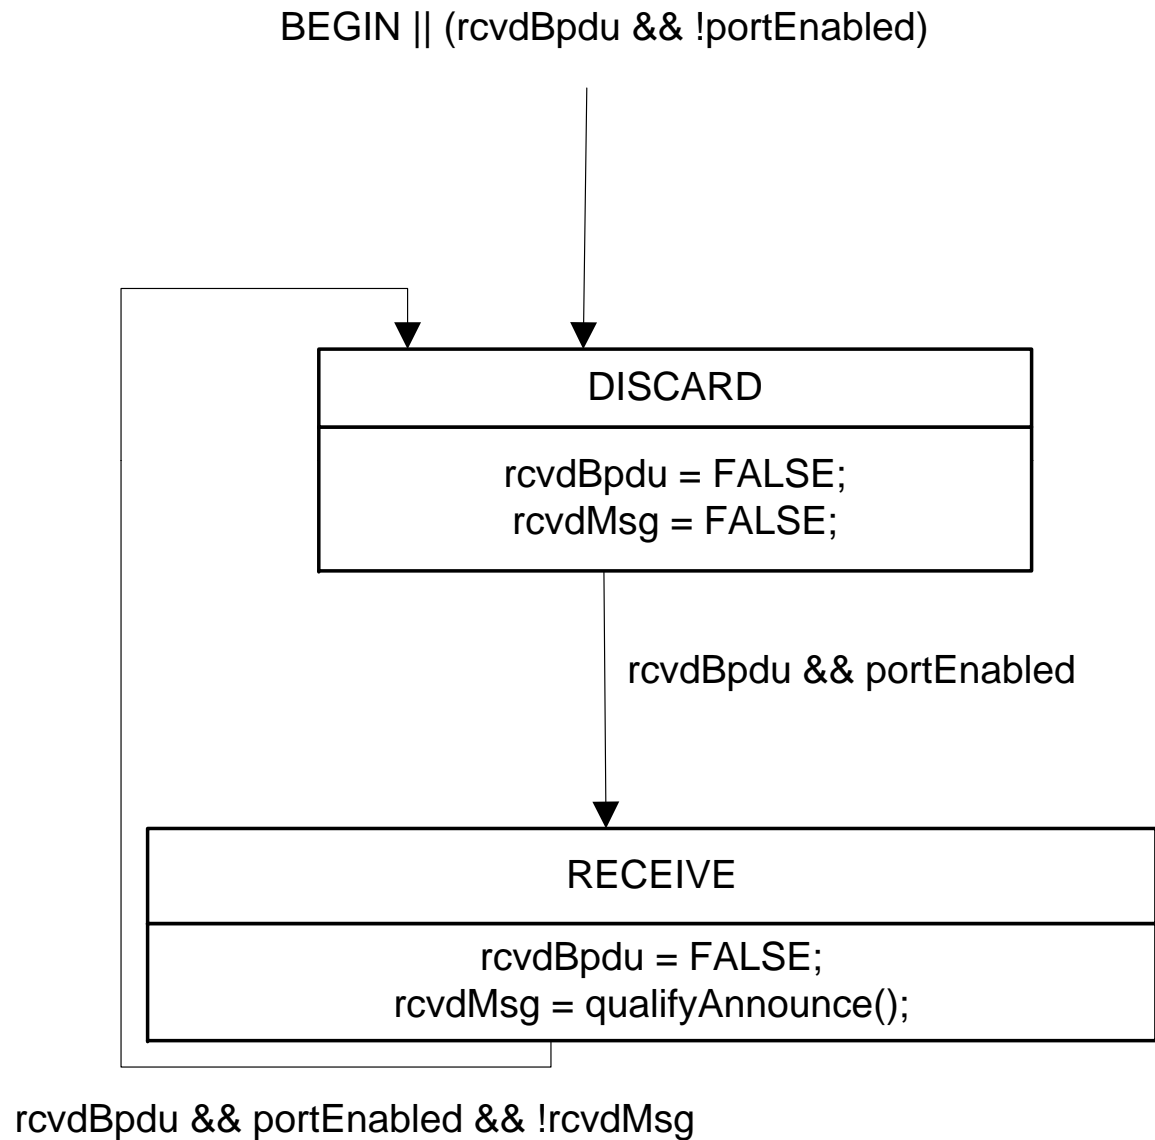 BEGIN || (rcvdBpdu && !portEnabled)
DISCARD
rcvdBpdu = FALSE;
rcvdMsg = FALSE;
rcvdBpdu && portEnabled
RECEIVE
rcvdBpdu = FALSE;
rcvdMsg = qualifyAnnounce();
rcvdBpdu && portEnabled && !rcvdMsg